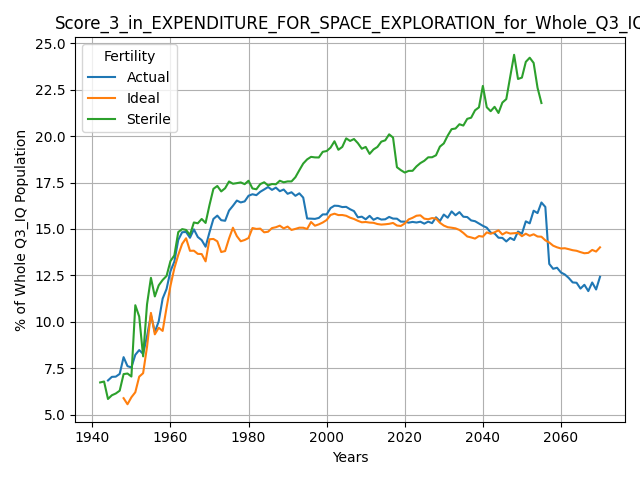 Score_3_in_EXPENDITURE_FOR_SPACE_EXPLORATION_for_Whole_Q3_IQ
Fertility
Actual
Ideal
Sterile
25.0
22.5
20.0
17.5
15.0
12.5
10.0
7.5
5.0
% of Whole Q3_IQ Population
1940 1960 1980 2000 2020 2040 2060
Years